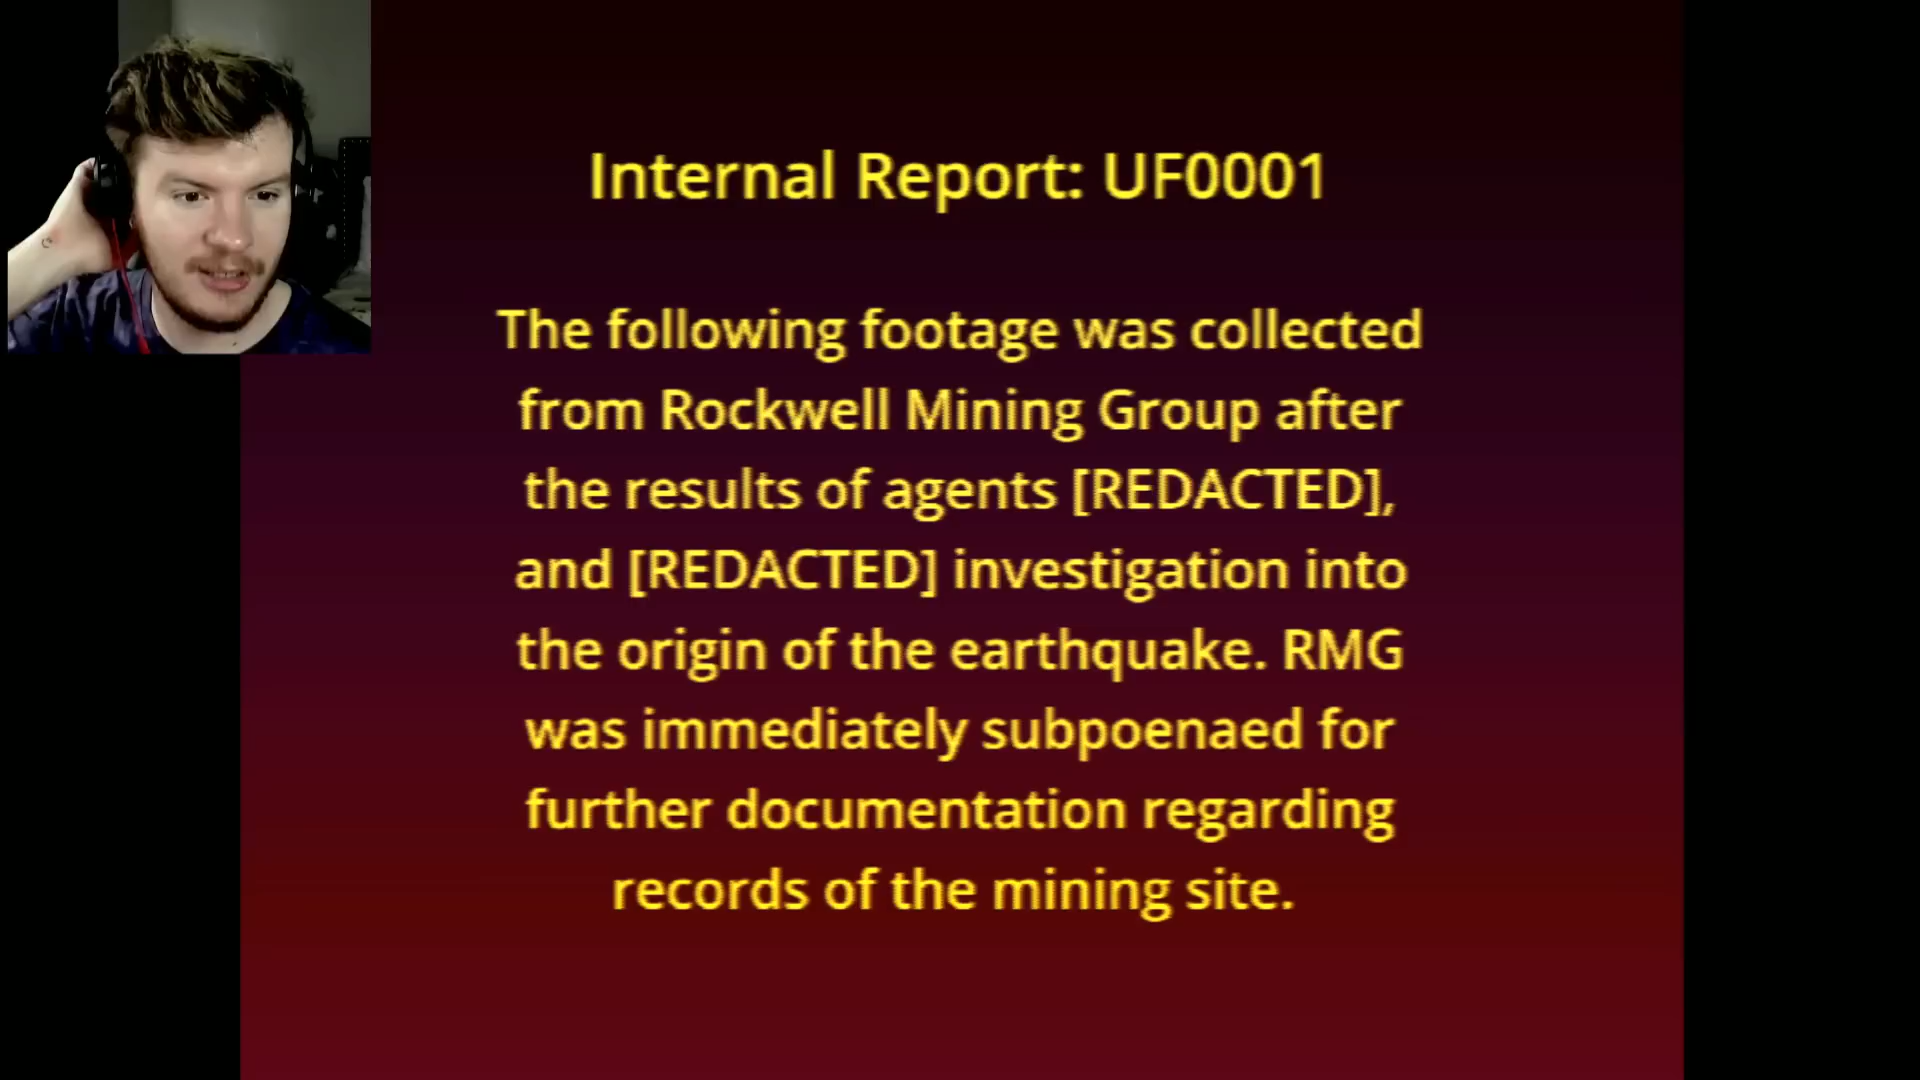 Internal Report: UF0001
The following footage was collected
from Rockwell Mining Group after
the results of agents [REDACTED],
and [REDACTED] investigation into
the origin of the earthquake. RMG
was immediately subpoenaed for
further documentation regarding
records of the mining site.